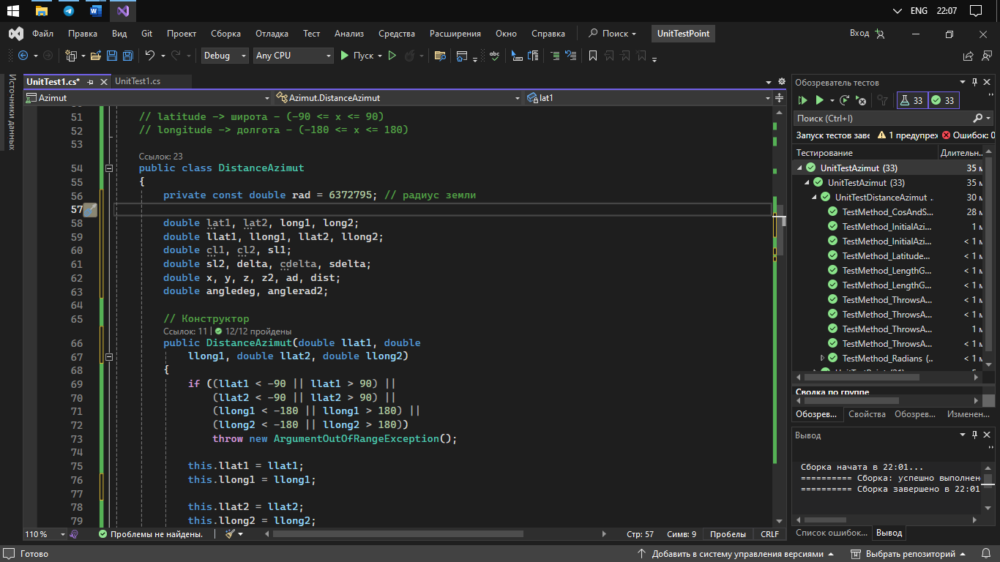 ENG 22:07
Файл Правка Вид Git Проект Сборка Отладка Тест Анализ Средства Расширения Окно Справка Поиск UnitTestPoint Вход
Debug Any CPU Пуск
Источники данных
UnitTest1.cs* UnitTest1.cs
Azimut Azimut.DistanceAzimut lat1
51 // latitude -> широта - (-90 <= x <= 90)
52 // longitude -> долгота - (-180 <= x <= 180)
53
Ссылок: 23
54 public class DistanceAzimut
55 {
56 private const double rad = 6372795; // радиус земли
57
58 double lat1, lat2, long1, long2;
59 double llat1, llong1, llat2, llong2;
60 double cl1, cl2, sl1;
61 double sl2, delta, cdelta, sdelta;
62 double x, y, z, z2, ad, dist;
63 double angledeg, anglerad2;
64
65 // Конструктор
Ссылок: 11 | 12/12 пройдены
66 public DistanceAzimut(double llat1, double
67 llong1, double llat2, double llong2)
68 {
69 if ((llat1 < -90 || llat1 > 90) ||
70 (llat2 < -90 || llat2 > 90) ||
71 (llong1 < -180 || llong1 > 180) ||
72 (llong2 < -180 || llong2 > 180))
73 throw new ArgumentOutOfRangeException();
74
75 this.llat1 = llat1;
76 this.llong1 = llong1;
77
78 this.llat2 = llat2;
79 this.llong2 = llong2;
110 % Проблемы не найдены. Стр: 57 Симв: 9 Пробелы CRLF
Обозреватель тестов
33 33
Поиск (Ctrl+I)
Запуск тестов заве 1 предупреж Ошибок: 0
Тестирование Длительн...
UnitTestAzimut (33) 35 м
UnitTestAzimut (33) 35 м
UnitTestDistanceAzimut .. 30 м
TestMethod_CosAndS... 28 м
TestMethod_InitialAzi... 1 м
TestMethod_InitialAzi... < 1 м
TestMethod_Latitude... < 1 м
TestMethod_LengthG... < 1 м
TestMethod_LengthG... < 1 м
TestMethod_ThrowsA... < 1 м
TestMethod_ThrowsA... < 1 м
TestMethod_ThrowsA... 1 м
TestMethod_ThrowsA... < 1 м
TestMethod_Radians (.. < 1 м
Сводка по группе
Обозрев... Свойства Обозрев... Изменен...
Вывод
Сборка начата в 22:01...
========== Сборка: успешно выполнен
========== Сборка завершено в 22:01
Список ошибок... Вывод
Готово Добавить в систему управления версиями Выбрать репозиторий